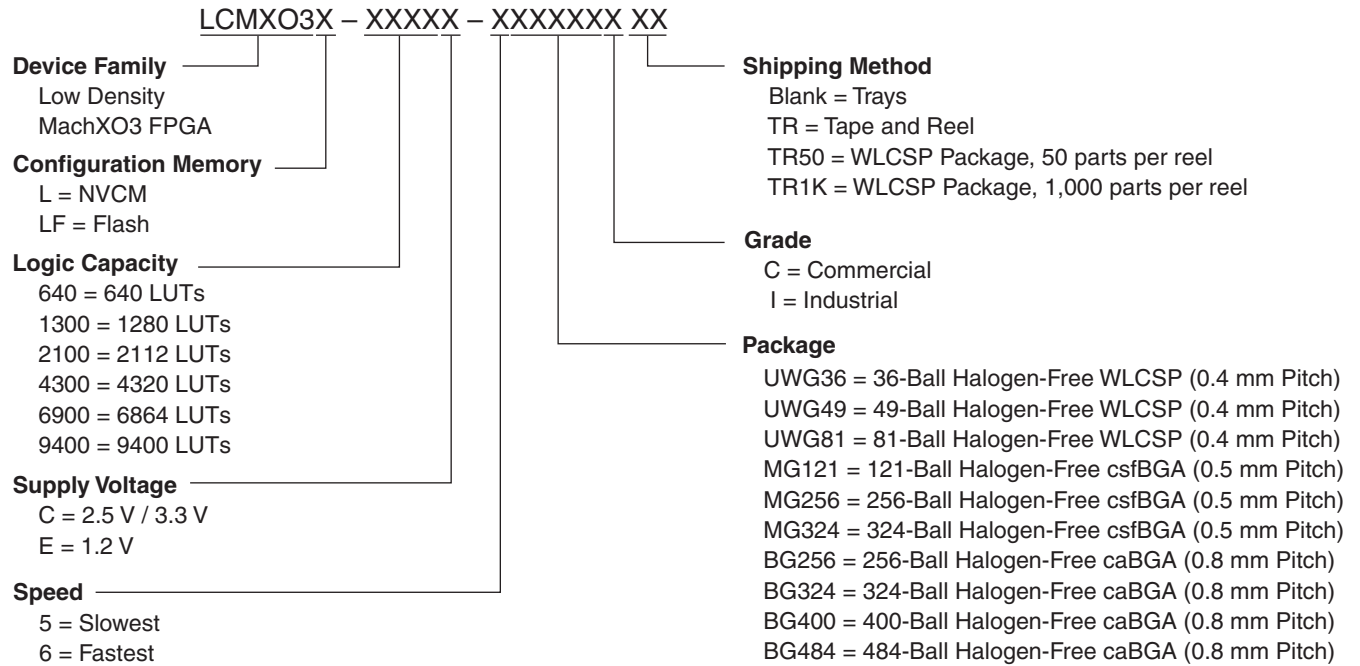 LCMXO3X – XXXXX – XXXXXXX XX
Device Family
Low Density
MachXO3 FPGA
Configuration Memory
L = NVCM
LF = Flash
Logic Capacity
640 = 640 LUTs
1300 = 1280 LUTs
2100 = 2112 LUTs
4300 = 4320 LUTs
6900 = 6864 LUTs
9400 = 9400 LUTs
Supply Voltage
C = 2.5 V / 3.3 V
E = 1.2 V
Speed
5 = Slowest
6 = Fastest
Shipping Method
Blank = Trays
TR = Tape and Reel
TR50 = WLCSP Package, 50 parts per reel
TR1K = WLCSP Package, 1,000 parts per reel
Grade
C = Commercial
I = Industrial
Package
UWG36 = 36-Ball Halogen-Free WLCSP (0.4 mm Pitch)
UWG49 = 49-Ball Halogen-Free WLCSP (0.4 mm Pitch)
UWG81 = 81-Ball Halogen-Free WLCSP (0.4 mm Pitch)
MG121 = 121-Ball Halogen-Free csfBGA (0.5 mm Pitch)
MG256 = 256-Ball Halogen-Free csfBGA (0.5 mm Pitch)
MG324 = 324-Ball Halogen-Free csfBGA (0.5 mm Pitch)
BG256 = 256-Ball Halogen-Free caBGA (0.8 mm Pitch)
BG324 = 324-Ball Halogen-Free caBGA (0.8 mm Pitch)
BG400 = 400-Ball Halogen-Free caBGA (0.8 mm Pitch)
BG484 = 484-Ball Halogen-Free caBGA (0.8 mm Pitch)